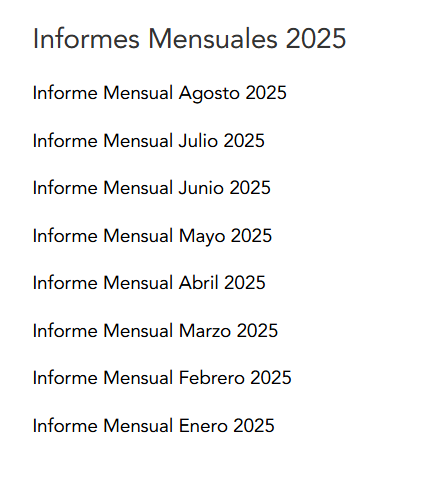 Informes Mensuales 2025
Informe Mensual Agosto 2025
Informe Mensual Julio 2025
Informe Mensual Junio 2025
Informe Mensual Mayo 2025
Informe Mensual Abril 2025
Informe Mensual Marzo 2025
Informe Mensual Febrero 2025
Informe Mensual Enero 2025